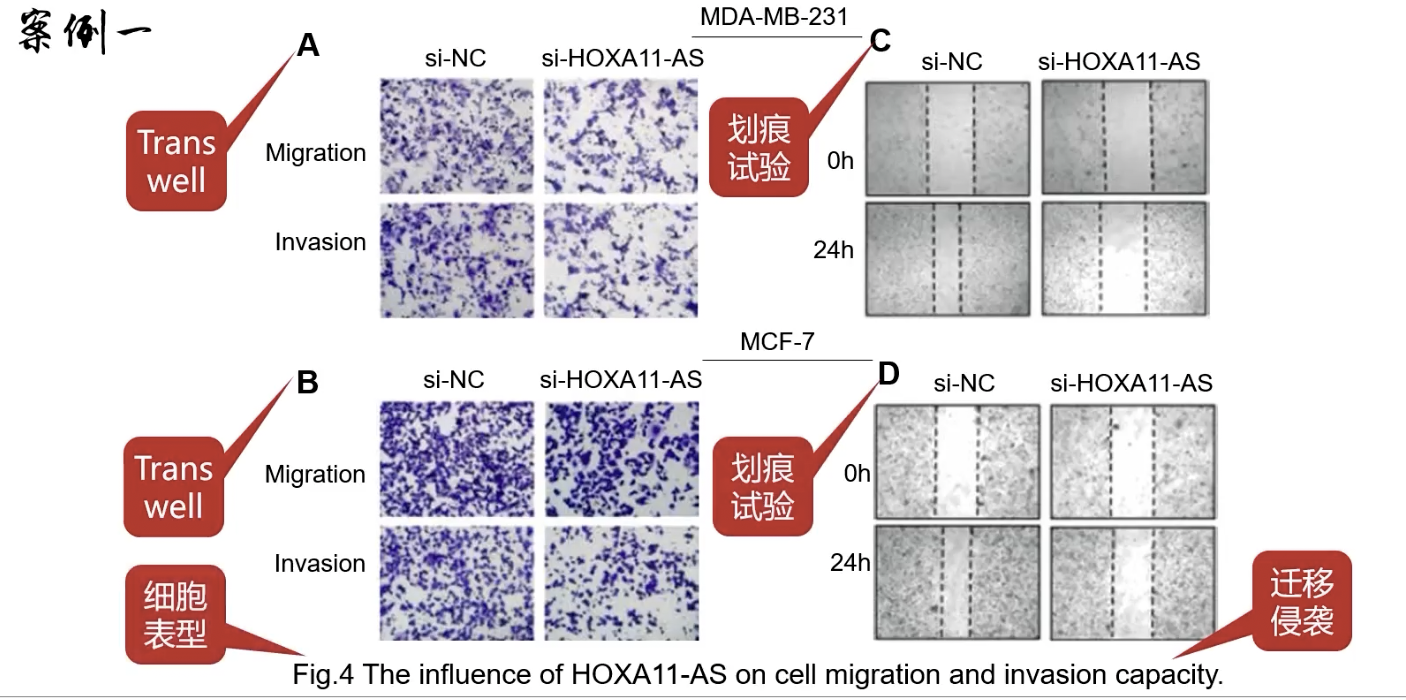 案例一
MDA-MB-231
A
si-NC
si-HOXA11-AS
C
si-NC
si-HOXA11-AS
Trans
well
Migration
Invasion
划痕
试验
0h
24h
MCF-7
B
si-NC
si-HOXA11-AS
D
si-NC
si-HOXA11-AS
Trans
well
Migration
Invasion
划痕
试验
0h
24h
细胞
表型
迁移
侵袭
Fig.4 The influence of HOXA11-AS on cell migration and invasion capacity.